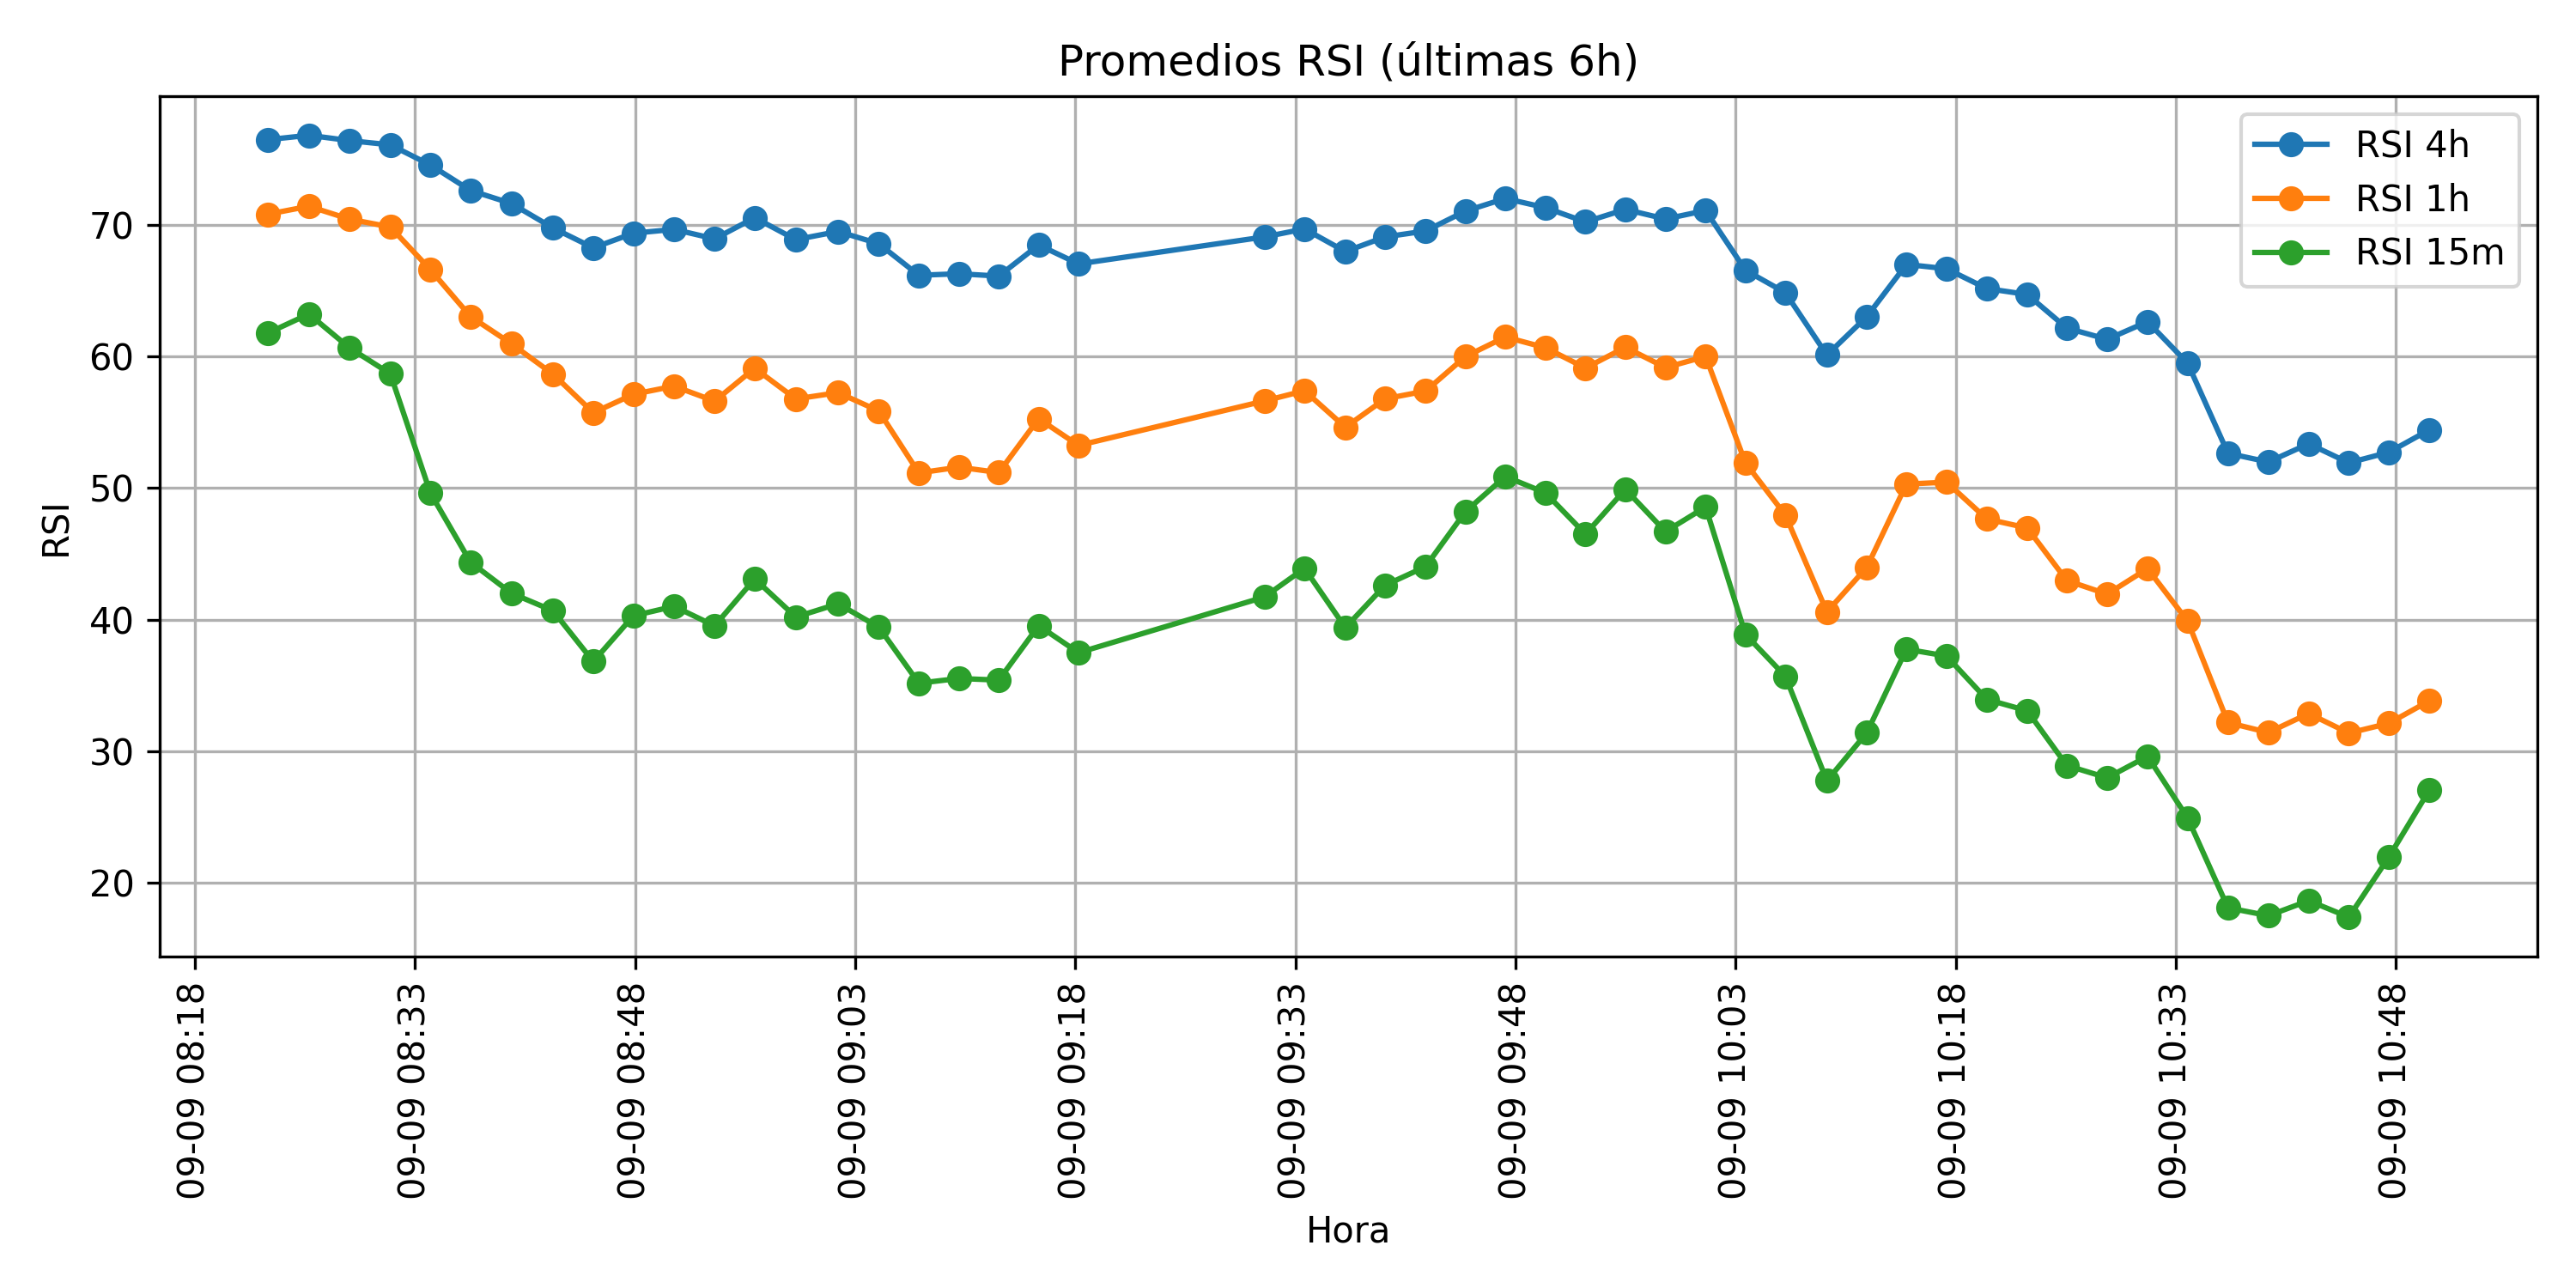 Promedios RSI (últimas 6h)
RSI 4h
RSI 1h
RSI 15m
RSI
70
60
50
40
30
20
09-09 08:18
09-09 08:33
09-09 08:48
09-09 09:03
09-09 09:18
09-09 09:33
09-09 09:48
09-09 10:03
09-09 10:18
09-09 10:33
09-09 10:48
Hora